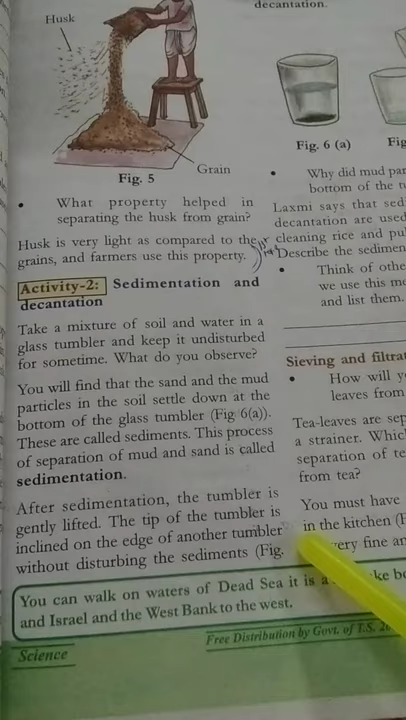 Husk
Grain
Fig. 5
• What property helped in
separating the husk from grain?
Husk is very light as compared to the
grains, and farmers use this property.
Activity-2: Sedimentation and
decantation
Take a mixture of soil and water in a
glass tumbler and keep it undisturbed
for sometime. What do you observe?
You will find that the sand and the mud
particles in the soil settle down at the
bottom of the glass tumbler (Fig 6(a)).
These are called sediments. This process
of separation of mud and sand is called
sedimentation.
After sedimentation, the tumbler is
gently lifted. The tip of the tumbler is
inclined on the edge of another tumbler
without disturbing the sediments (Fig.
decantation.
Fig. 6 (a)
Fig
• Why did mud par
bottom of the
Laxmi says that sed
decantation are used
cleaning rice and pu
Describe the sedimen
• Think of othe
we use this me
and list them.
Sieving and filtrat
• How will y
leaves from
Tea-leaves are sep
a strainer. Whic
separation of te
from tea?
You must have
in the kitchen (F
very fine an
You can walk on waters of Dead Sea it is a ke be
and Israel and the West Bank to the west.
Science
Free Distribution by Govt. of T.S. 20